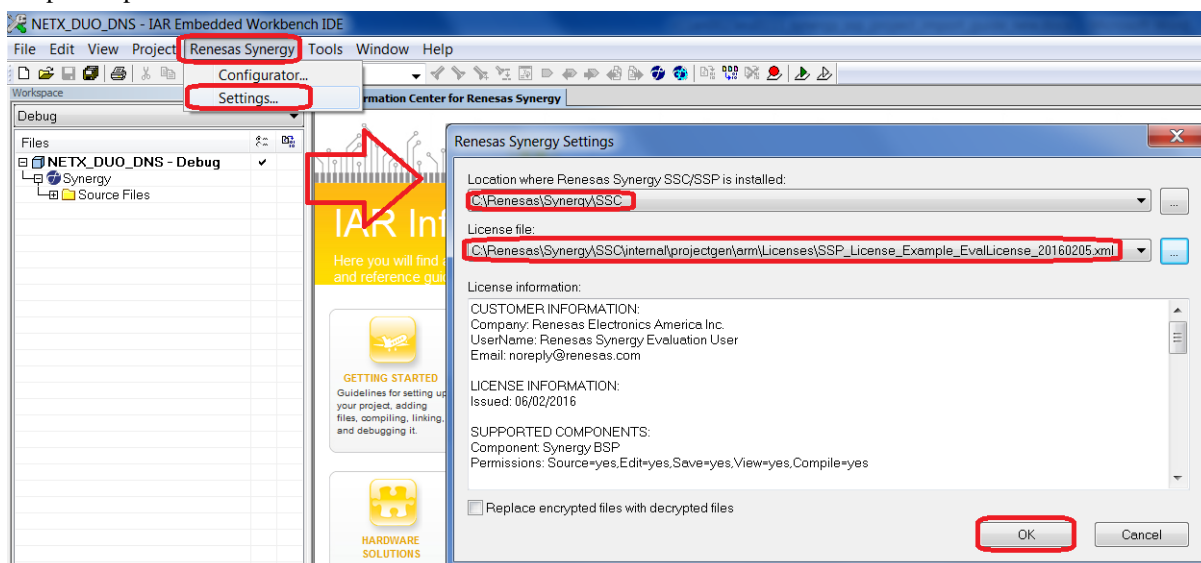 NETX_DUO_DNS - IAR Embedded Workbench IDE
File Edit View Project Renesas Synergy Tools Window Help
Configurator...
Settings...
Workspace
rmation Center for Renesas Synergy
Debug
Files
NETX_DUO_DNS - Debug
Synergy
Source Files
IAR Inf
Here you will find a
and reference guid
GETTING STARTED
Guidelines for setting up
your project, adding
files, compiling, linking,
and debugging it.
HARDWARE
SOLUTIONS
Renesas Synergy Settings
Location where Renesas Synergy SSC/SSP is installed:
C:\Renesas\Synergy\SSC
...
License file:
C:\Renesas\Synergy\SSC\internal\projectgen\arm\Licenses\SSP_License_Example_EvalLicense_20160205.xml
...
License information:
CUSTOMER INFORMATION:
Company: Renesas Electronics America Inc.
UserName: Renesas Synergy Evaluation User
Email: noreply@renesas.com
LICENSE INFORMATION:
Issued: 06/02/2016
SUPPORTED COMPONENTS:
Component: Synergy BSP
Permissions: Source=yes,Edit=yes,Save=yes,View=yes,Compile=yes
Replace encrypted files with decrypted files
OK Cancel